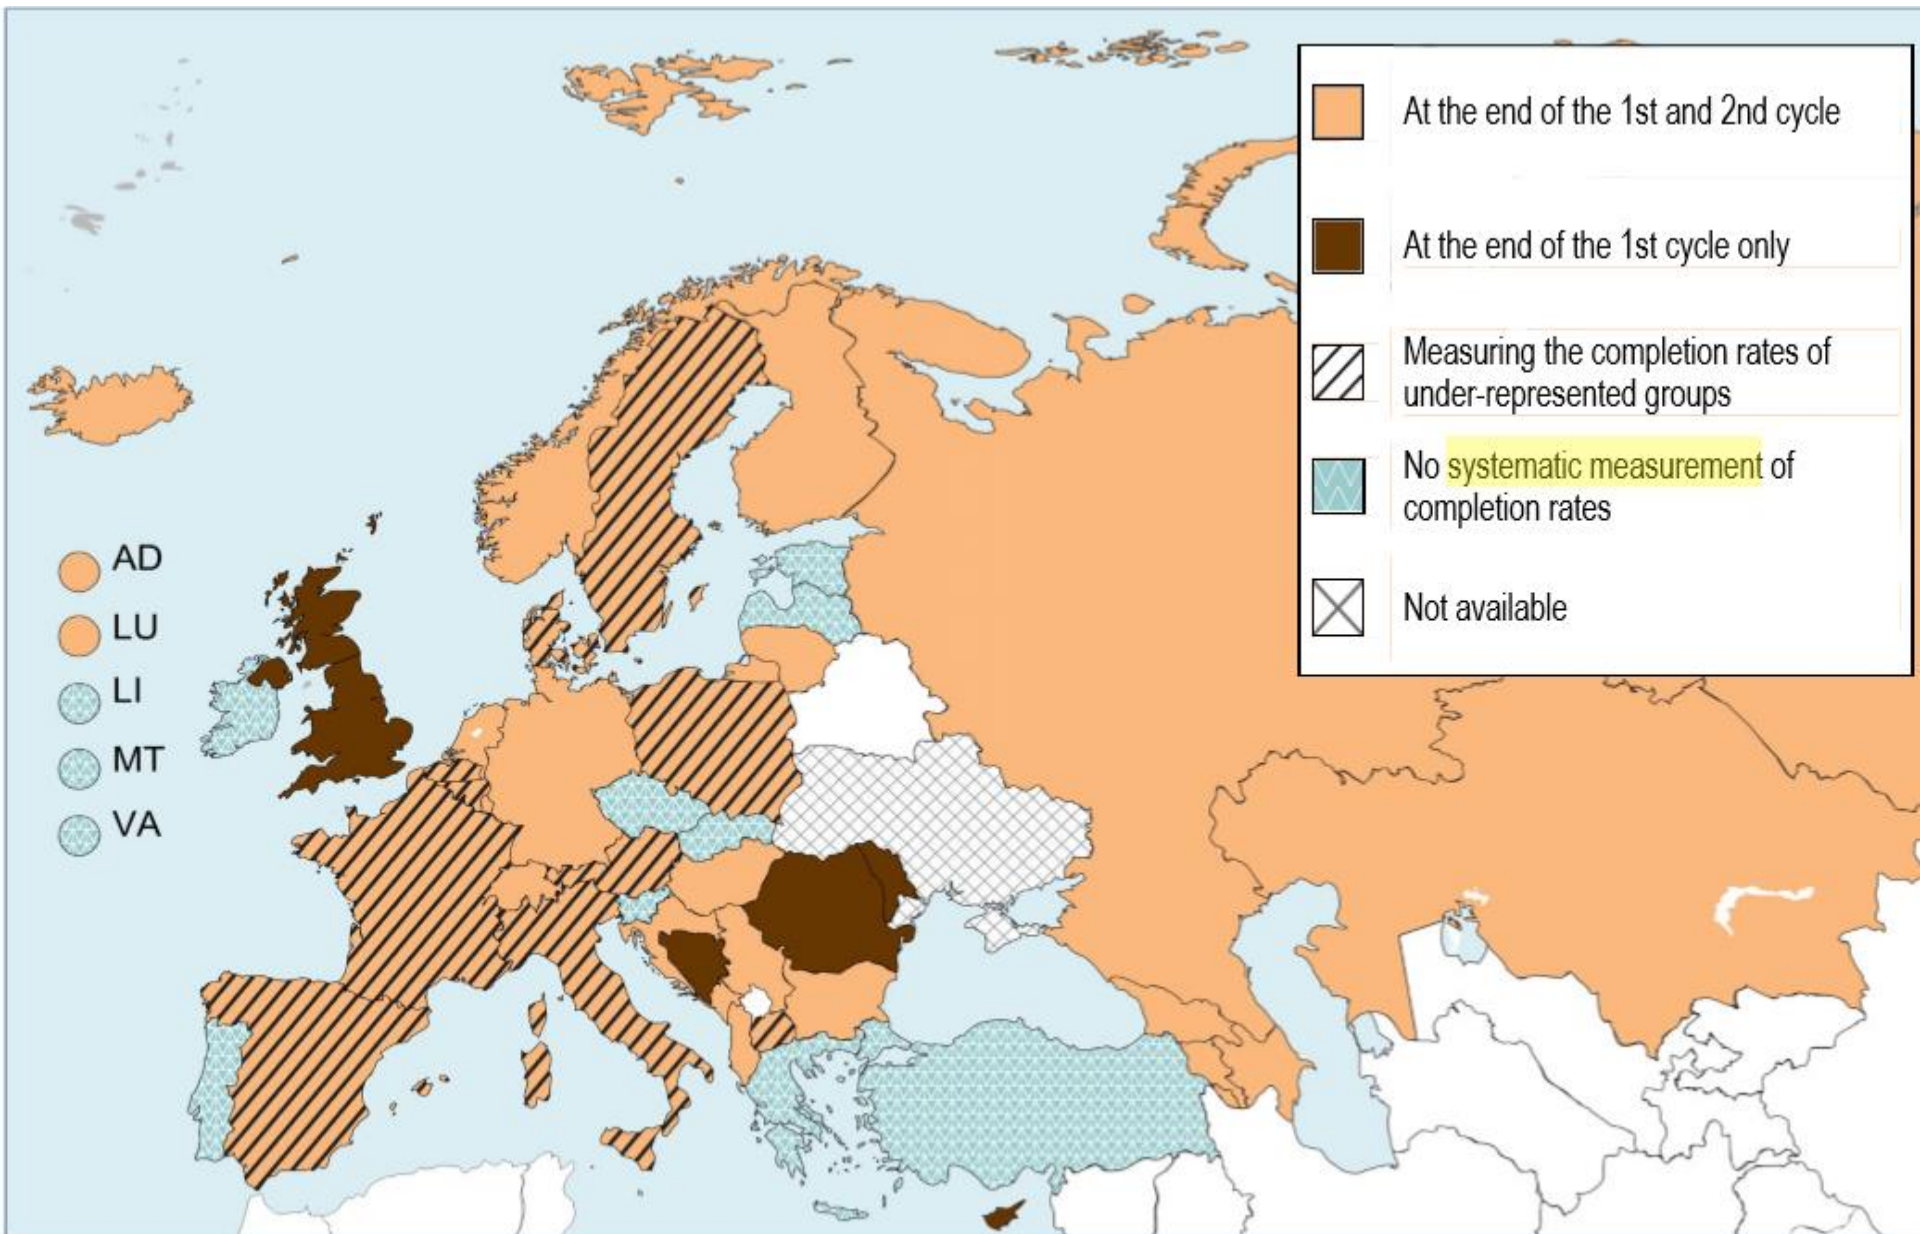 At the end of the 1st and 2nd cycle
At the end of the 1st cycle only
Measuring the completion rates of
under-represented groups
No systematic measurement of
completion rates
Not available
AD
LU
LI
MT
VA